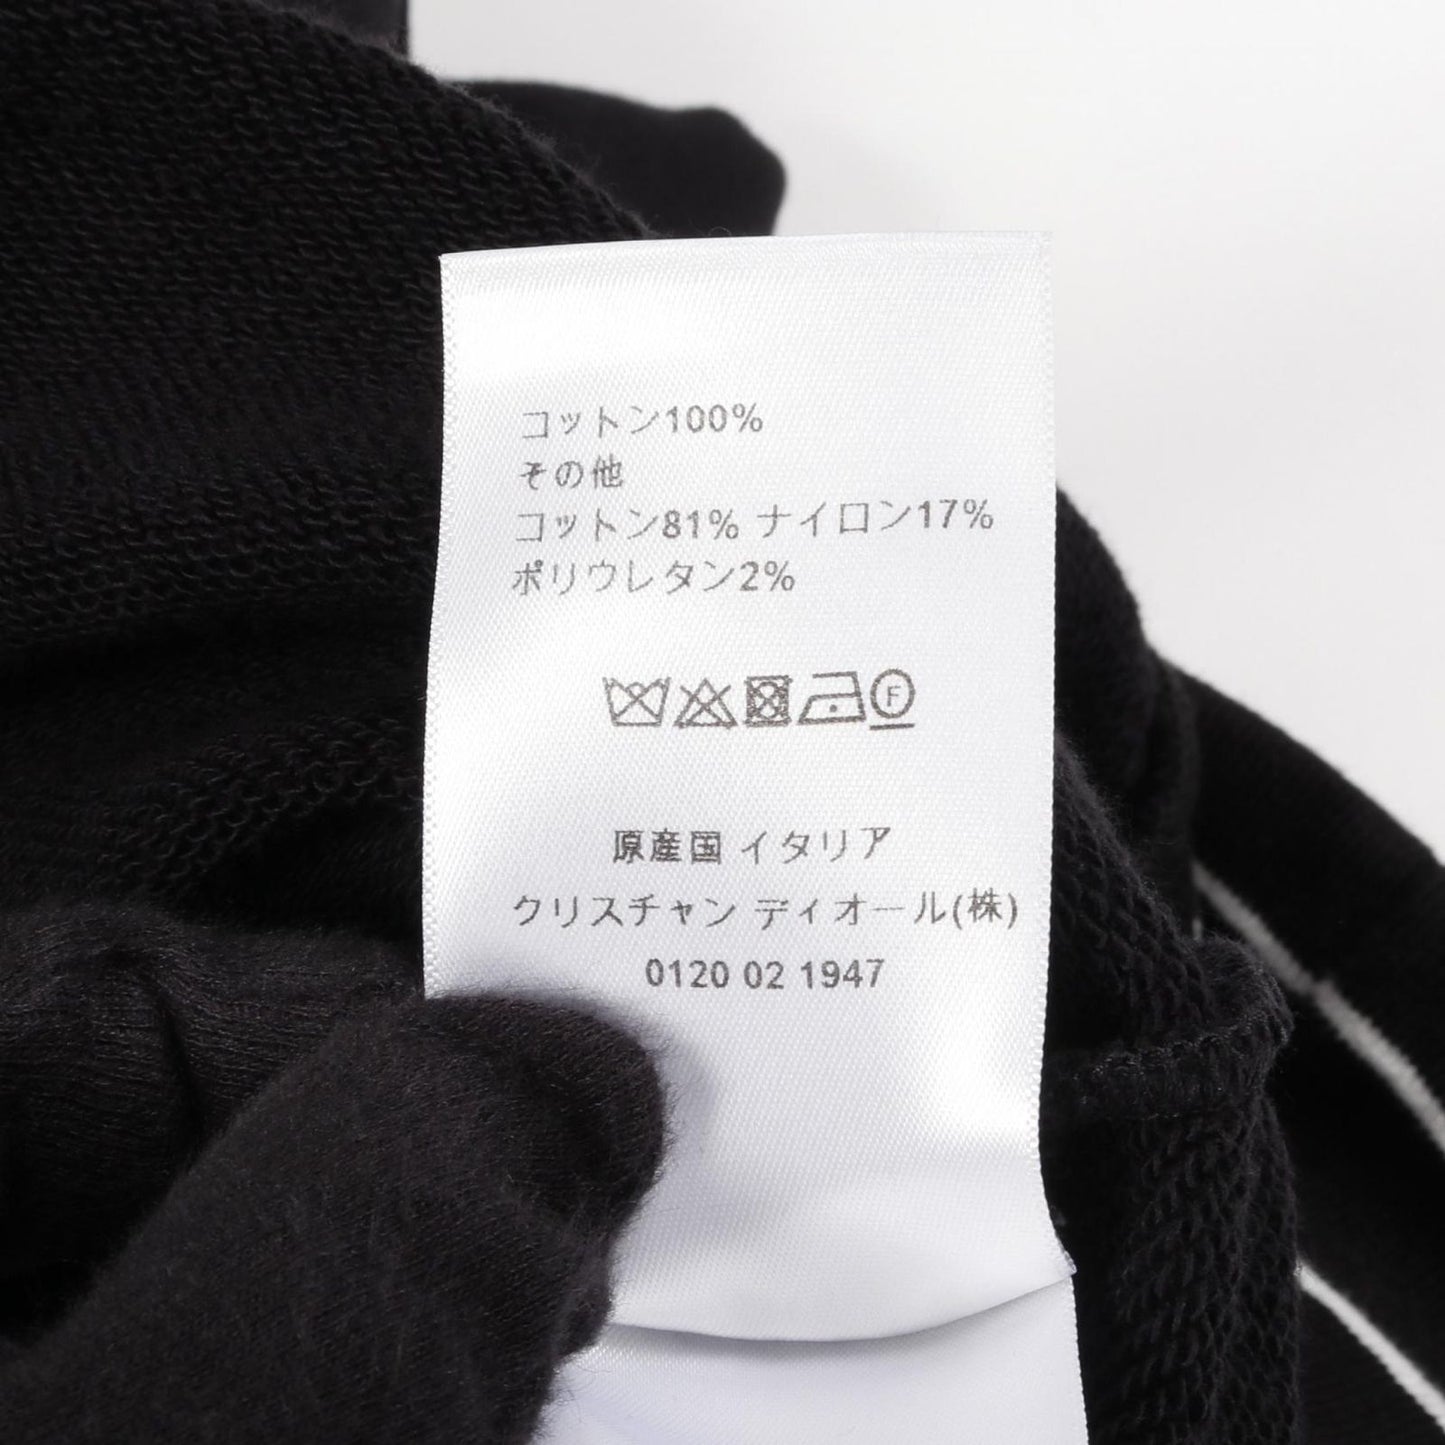 コットン100%
その他
コットン81% ナイロン17%
ポリウレタン2%
F
原産国 イタリア
クリスチャン ディオール(株)
0120 02 1947